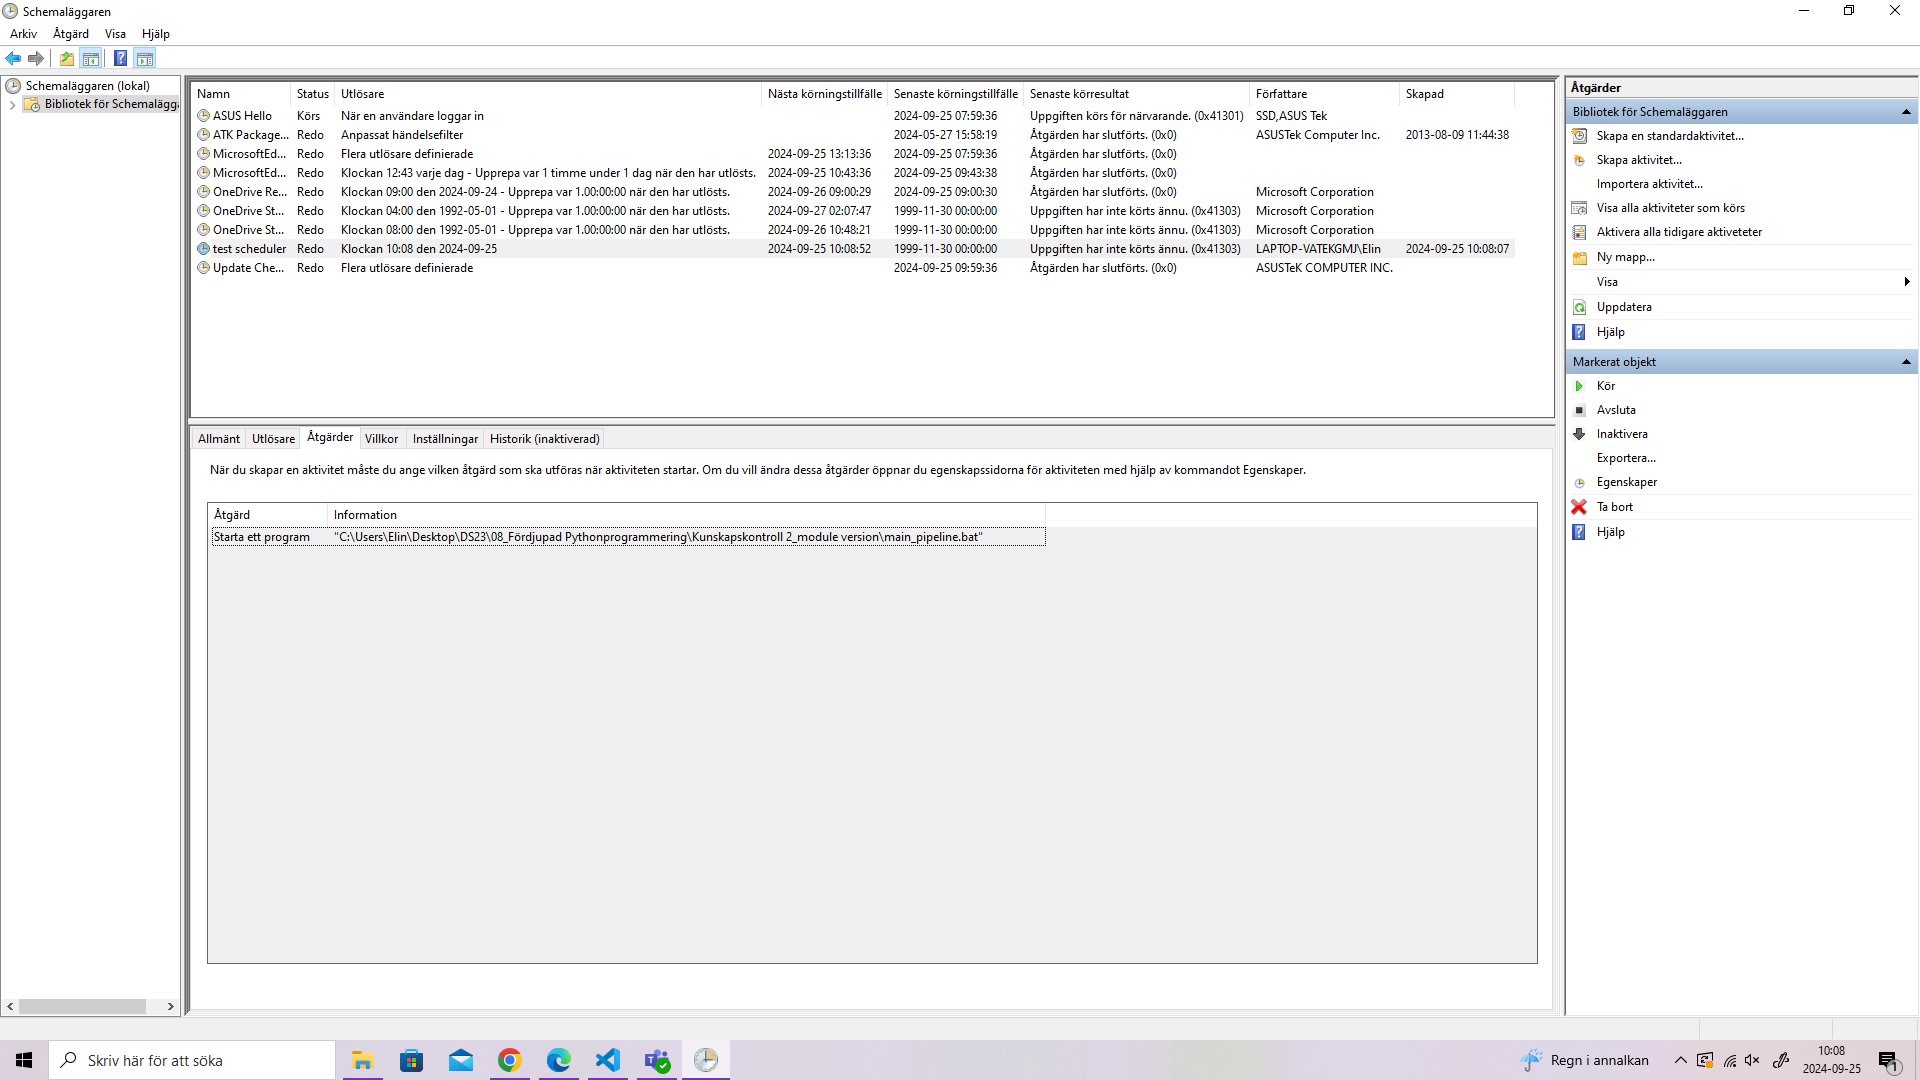 Schemaläggaren
Arkiv Åtgärd Visa Hjälp
Schemaläggaren (lokal)
Bibliotek för Schemalägga
Namn Status Utlösare Nästa körningstillfälle Senaste körningstillfälle Senaste körresultat Författare Skapad
ASUS Hello Körs När en användare loggar in 2024-09-25 07:59:36 Uppgiften körs för närvarande. (0x41301) SSD,ASUS Tek
ATK Package... Redo Anpassat händelsefilter 2024-05-27 15:58:19 Åtgärden har slutförts. (0x0) ASUSTek Computer Inc. 2013-08-09 11:44:38
MicrosoftEd... Redo Flera utlösare definierade 2024-09-25 13:13:36 2024-09-25 07:59:36 Åtgärden har slutförts. (0x0)
MicrosoftEd... Redo Klockan 12:43 varje dag - Upprepa var 1 timme under 1 dag när den har utlösts. 2024-09-25 10:43:36 2024-09-25 09:43:38 Åtgärden har slutförts. (0x0)
OneDrive Re... Redo Klockan 09:00 den 2024-09-24 - Upprepa var 1.00:00:00 när den har utlösts. 2024-09-26 09:00:29 2024-09-25 09:00:30 Åtgärden har slutförts. (0x0) Microsoft Corporation
OneDrive St... Redo Klockan 04:00 den 1992-05-01 - Upprepa var 1.00:00:00 när den har utlösts. 2024-09-27 02:07:47 1999-11-30 00:00:00 Uppgiften har inte körts ännu. (0x41303) Microsoft Corporation
OneDrive St... Redo Klockan 08:00 den 1992-05-01 - Upprepa var 1.00:00:00 när den har utlösts. 2024-09-26 10:48:21 1999-11-30 00:00:00 Uppgiften har inte körts ännu. (0x41303) Microsoft Corporation
test scheduler Redo Klockan 10:08 den 2024-09-25 2024-09-25 10:08:52 1999-11-30 00:00:00 Uppgiften har inte körts ännu. (0x41303) LAPTOP-VATEKGMJ\Elin 2024-09-25 10:08:07
Update Che... Redo Flera utlösare definierade 2024-09-25 09:59:36 Åtgärden har slutförts. (0x0) ASUSTeK COMPUTER INC.
Allmänt Utlösare Åtgärder Villkor Inställningar Historik (inaktiverad)
När du skapar en aktivitet måste du ange vilken åtgärd som ska utföras när aktiviteten startar. Om du vill ändra dessa åtgärder öppnar du egenskapssidorna för aktiviteten med hjälp av kommandot Egenskaper.
Åtgärd Information
Starta ett program "C:\Users\Elin\Desktop\DS23\08_Fördjupad Pythonprogrammering\Kunskapskontroll 2_module version\main_pipeline.bat"
Åtgärder
Bibliotek för Schemaläggaren
Skapa en standardaktivitet...
Skapa aktivitet...
Importera aktivitet...
Visa alla aktiviteter som körs
Aktivera alla tidigare aktiveteter
Ny mapp...
Visa
Uppdatera
Hjälp
Markerat objekt
Kör
Avsluta
Inaktivera
Exportera...
Egenskaper
Ta bort
Hjälp
Skriv här för att söka
Regn i annalkan
10:08
2024-09-25
1